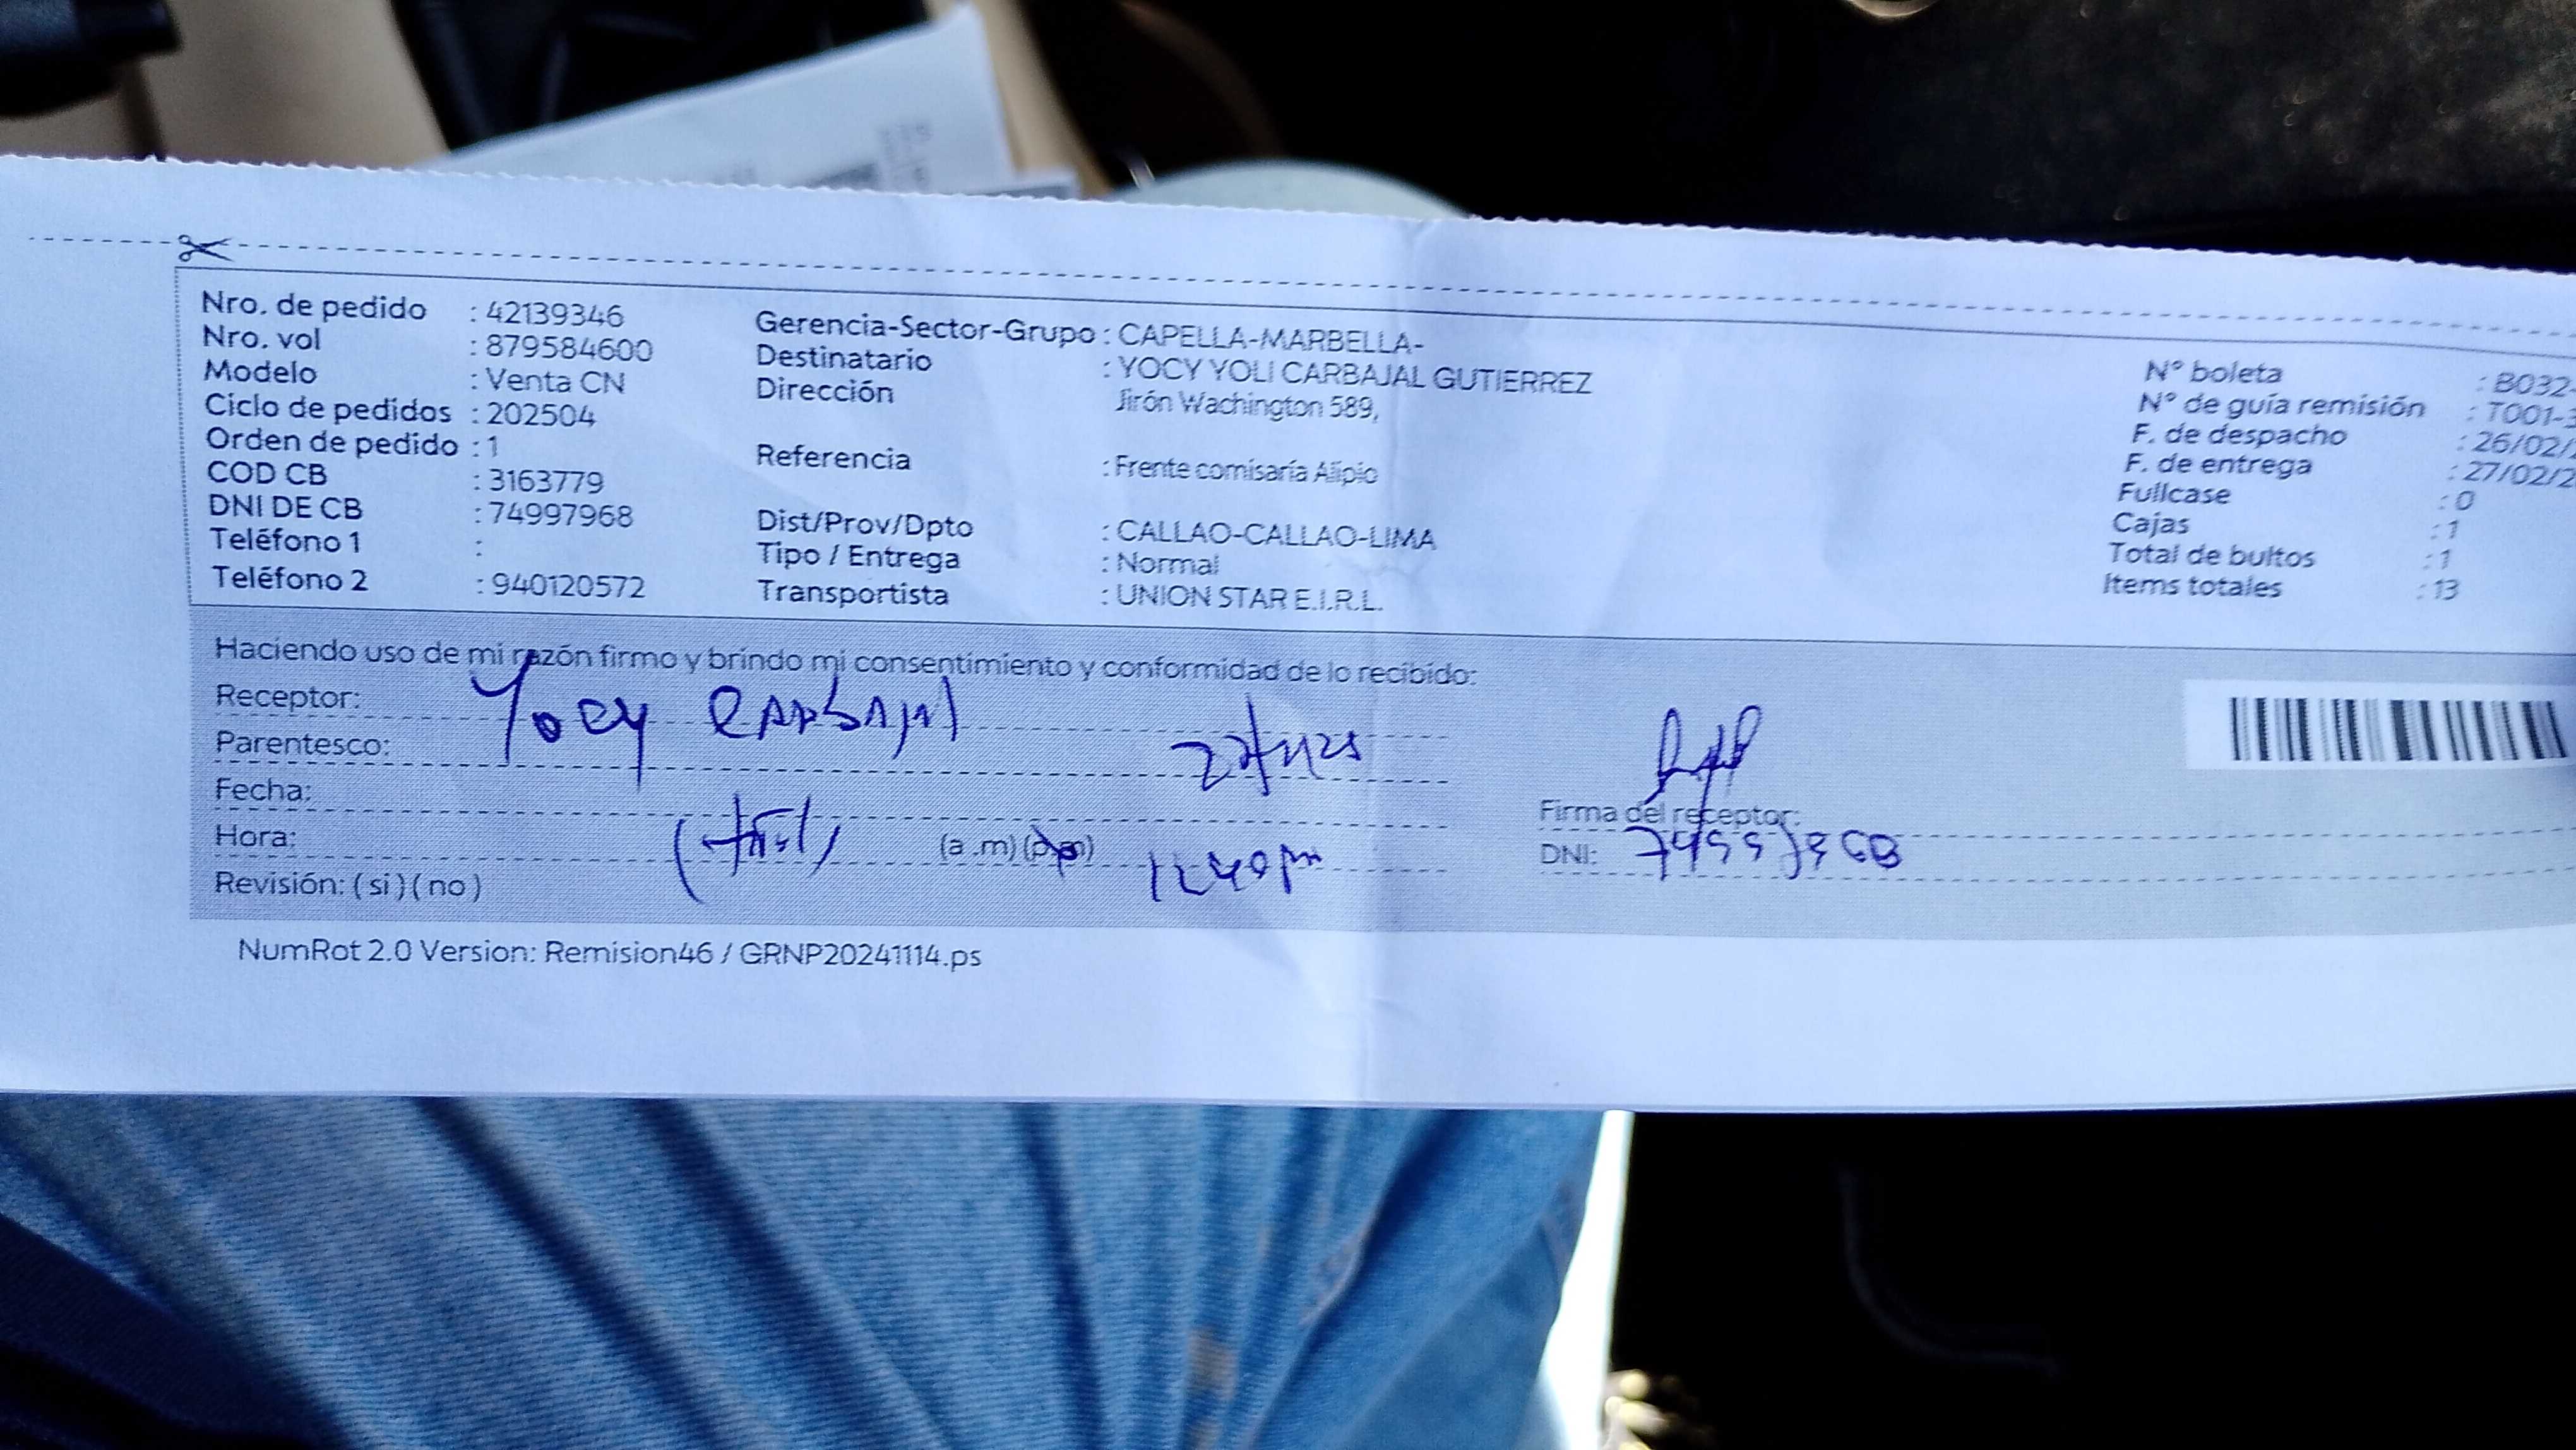 Nro. de pedido : 42139346
Nro. vol : 879584600
Modelo : Venta CN
Ciclo de pedidos : 202504
Orden de pedido : 1
COD CB : 3163779
DNI DE CB : 74997968
Teléfono 1 :
Teléfono 2 : 940120572
Gerencia-Sector-Grupo : CAPELLA-MARBELLA-
Destinatario : YOCY YOLI CARBAJAL GUTIERREZ
Dirección Jirón Wachington 589,
Referencia : Frente comisaría Alipio
Dist/Prov/Dpto : CALLAO-CALLAO-LIMA
Tipo / Entrega : Normal
Transportista : UNION STAR E.I.R.L.
N° boleta : B032-
N° de guía remisión : T001-3
F. de despacho : 26/02/
F. de entrega : 27/02/2
Fullcase : 0
Cajas : 1
Total de bultos : 1
Items totales : 13
Haciendo uso de mi razón firmo y brindo mi consentimiento y conformidad de lo recibido:
Receptor: Yocy Carbajal
Parentesco:
Fecha:
Hora: (a .m) (p.m)
Revisión: ( si ) ( no )
Firma del receptor:
DNI:
NumRot 2.0 Version: Remision46 / GRNP20241114.ps